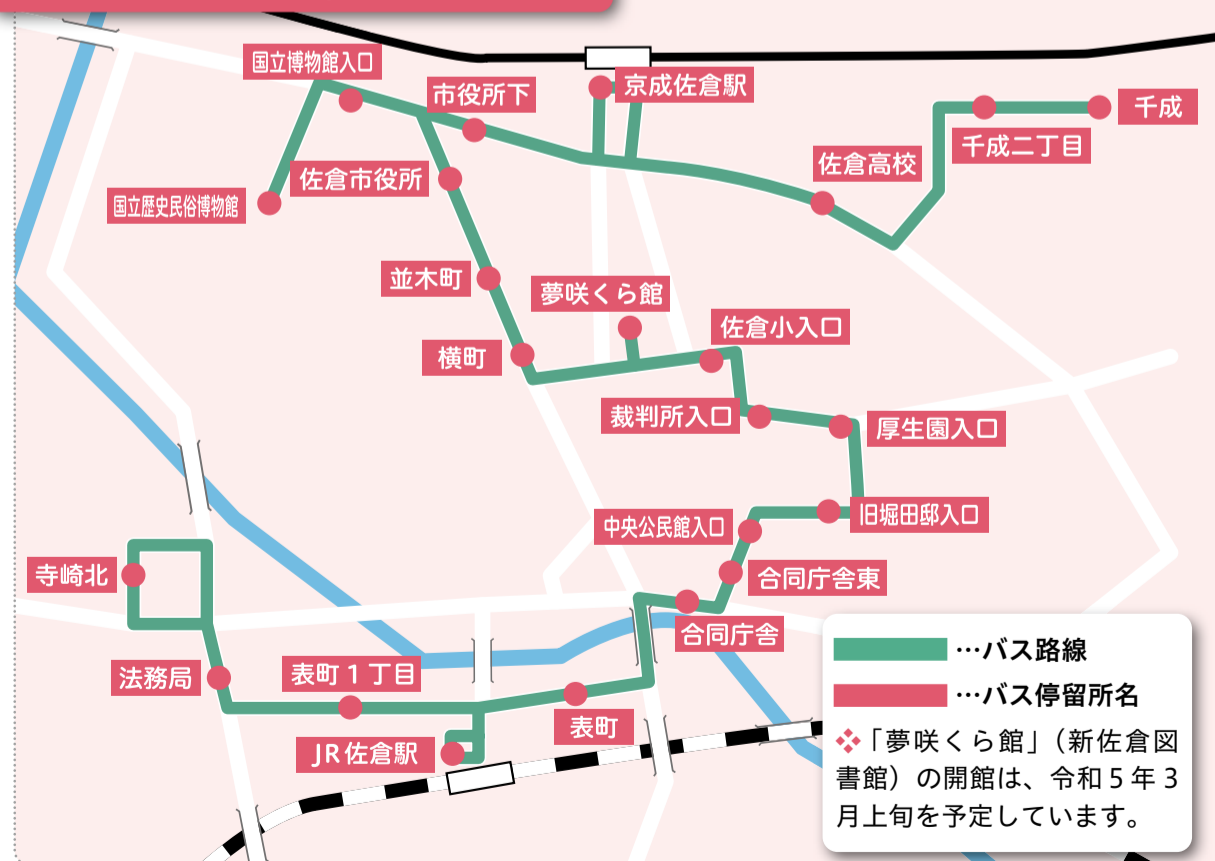 国立博物館入口
京成佐倉駅
市役所下
千成
千成二丁目
佐倉高校
佐倉市役所
国立歴史民俗博物館
並木町
夢咲くら館
佐倉小入口
横町
裁判所入口
厚生園入口
旧堀田邸入口
中央公民館入口
寺崎北
合同庁舎東
合同庁舎
法務局
表町1丁目
表町
JR佐倉駅
…バス路線
…バス停留所名
❖「夢咲くら館」（新佐倉図
書館）の開館は、令和5年3
月上旬を予定しています。